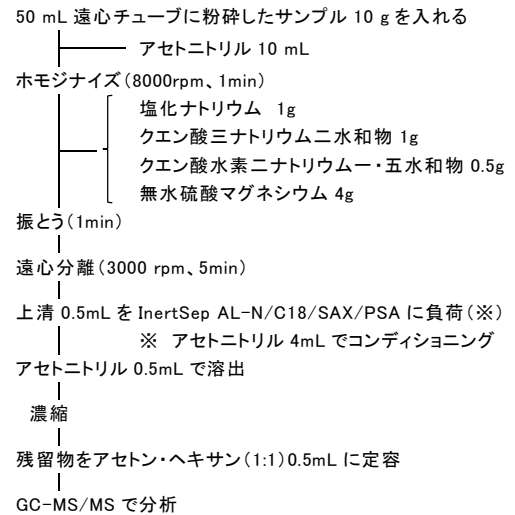 50 mL 遠心チューブに粉砕したサンプル 10 g を入れる
アセトニトリル 10 mL
ホモジナイズ（8000rpm、1min）
塩化ナトリウム 1g
クエン酸三ナトリウム二水和物 1g
クエン酸水素二ナトリウム一・五水和物 0.5g
無水硫酸マグネシウム 4g
振とう（1min）
遠心分離（3000 rpm、5min）
上清 0.5mL を InertSep AL-N/C18/SAX/PSA に負荷（※）
※ アセトニトリル 4mL でコンディショニング
アセトニトリル 0.5mL で溶出
濃縮
残留物をアセトン・ヘキサン（1:1）0.5mL に定容
GC-MS/MS で分析